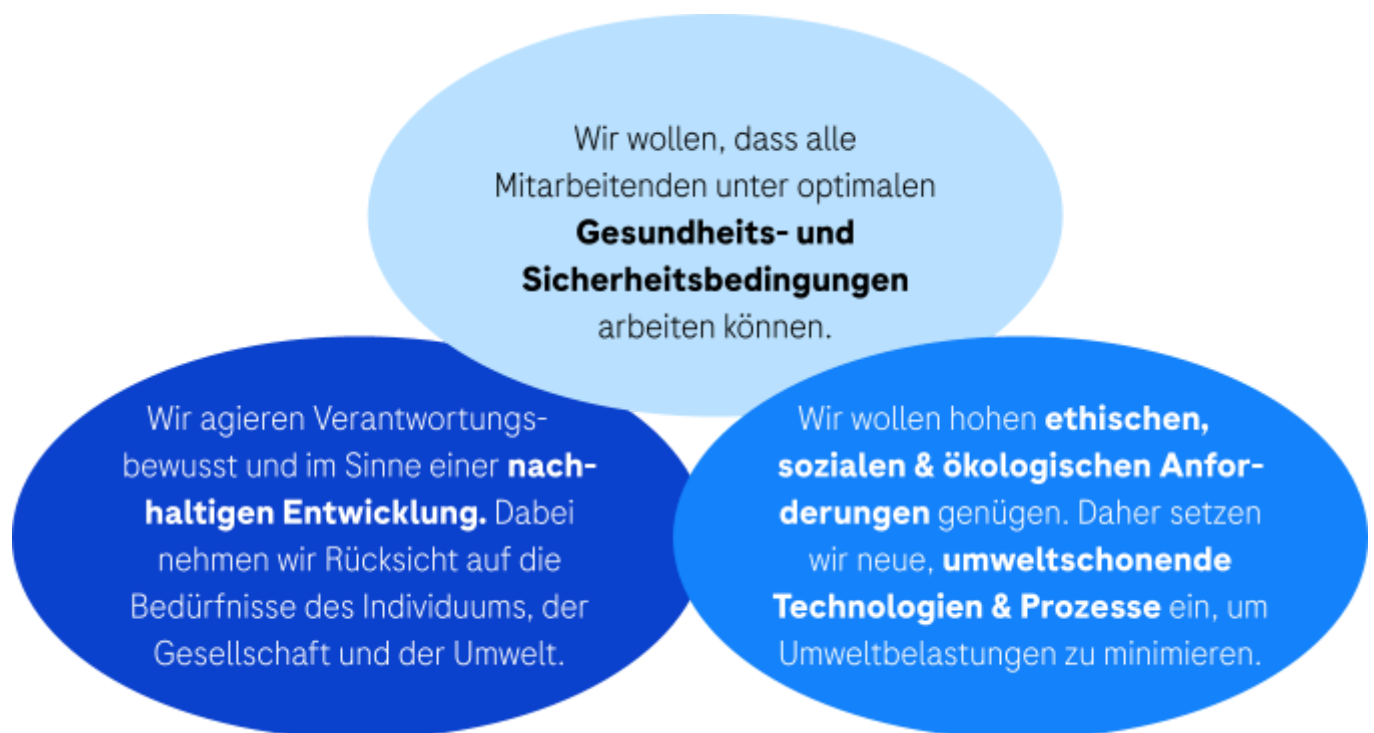 Wir wollen, dass alle
Mitarbeitenden unter optimalen
Gesundheits- und
Sicherheitsbedingungen
arbeiten können.
Wir agieren Verantwortungs-
bewusst und im Sinne einer nach-
haltigen Entwicklung. Dabei
nehmen wir Rücksicht auf die
Bedürfnisse des Individuums, der
Gesellschaft und der Umwelt.
Wir wollen hohen ethischen,
sozialen & ökologischen Anfor-
derungen genügen. Daher setzen
wir neue, umweltschonende
Technologien & Prozesse ein, um
Umweltbelastungen zu minimieren.